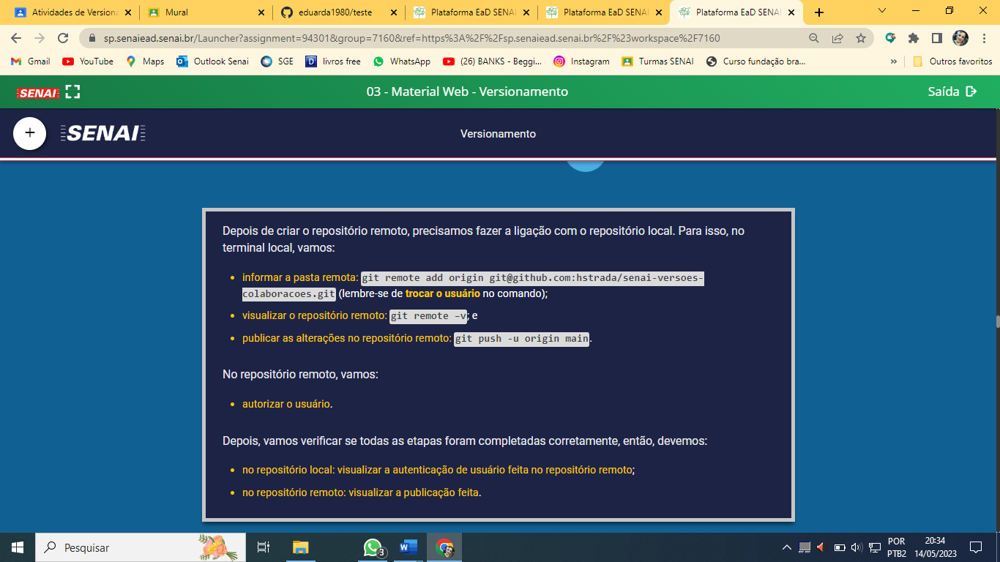 Atividades de Versiona
Mural
eduarda1980/teste
Plataforma EaD SENAI
Plataforma EaD SENAI
Plataforma EaD SENAI
sp.senaiead.senai.br/Launcher?assignment=94301&group=7160&ref=https%3A%2F%2Fsp.senaiead.senai.br%2F%23workspace%2F7160
Gmail
YouTube
Maps
Outlook Senai
SGE
livros free
WhatsApp
(26) BANKS - Beggi...
Instagram
Turmas SENAI
Curso fundação bra...
»
Outros favoritos
SENAI
03 - Material Web - Versionamento
Saída
+
SENAI
Versionamento
Depois de criar o repositório remoto, precisamos fazer a ligação com o repositório local. Para isso, no
terminal local, vamos:
• informar a pasta remota: git remote add origin git@github.com:hstrada/senai-versoes-
colaboracoes.git (lembre-se de trocar o usuário no comando);
• visualizar o repositório remoto: git remote –v; e
• publicar as alterações no repositório remoto: git push -u origin main.
No repositório remoto, vamos:
• autorizar o usuário.
Depois, vamos verificar se todas as etapas foram completadas corretamente, então, devemos:
• no repositório local: visualizar a autenticação de usuário feita no repositório remoto;
• no repositório remoto: visualizar a publicação feita.
Pesquisar
3
POR
PTB2
20:34
14/05/2023